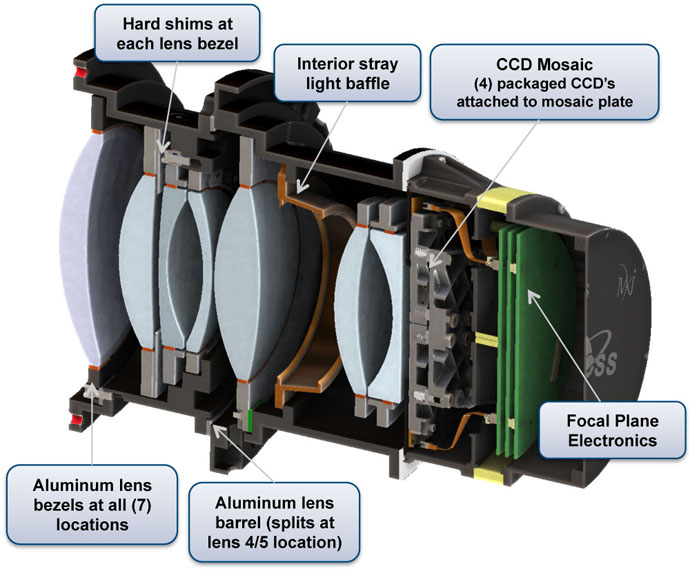 Hard shims at
each lens bezel
Interior stray
light baffle
CCD Mosaic
(4) packaged CCD's
attached to mosaic plate
ess
Focal Plane
Electronics
Aluminum lens
bezels at all (7)
locations
Aluminum lens
barrel (splits at
lens 4/5 location)